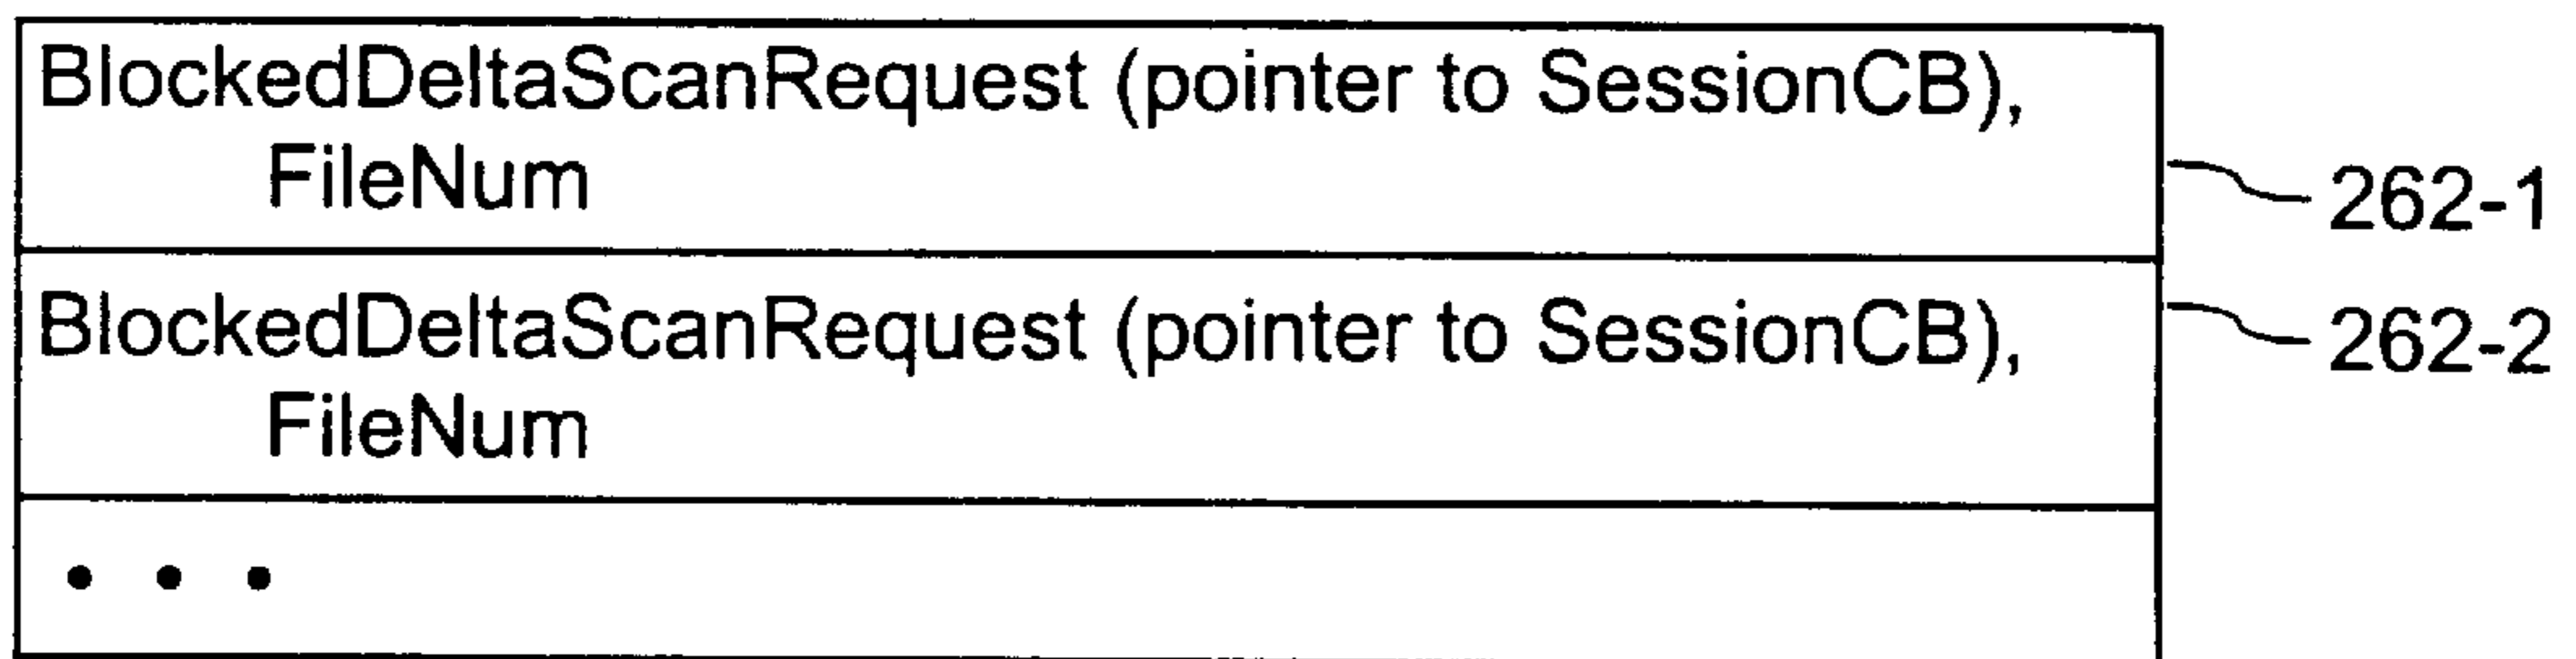 BlockedDeltaScanRequest (pointer to SessionCB),
FileNum
262-1
BlockedDeltaScanRequest (pointer to SessionCB),
FileNum
262-2
• • •